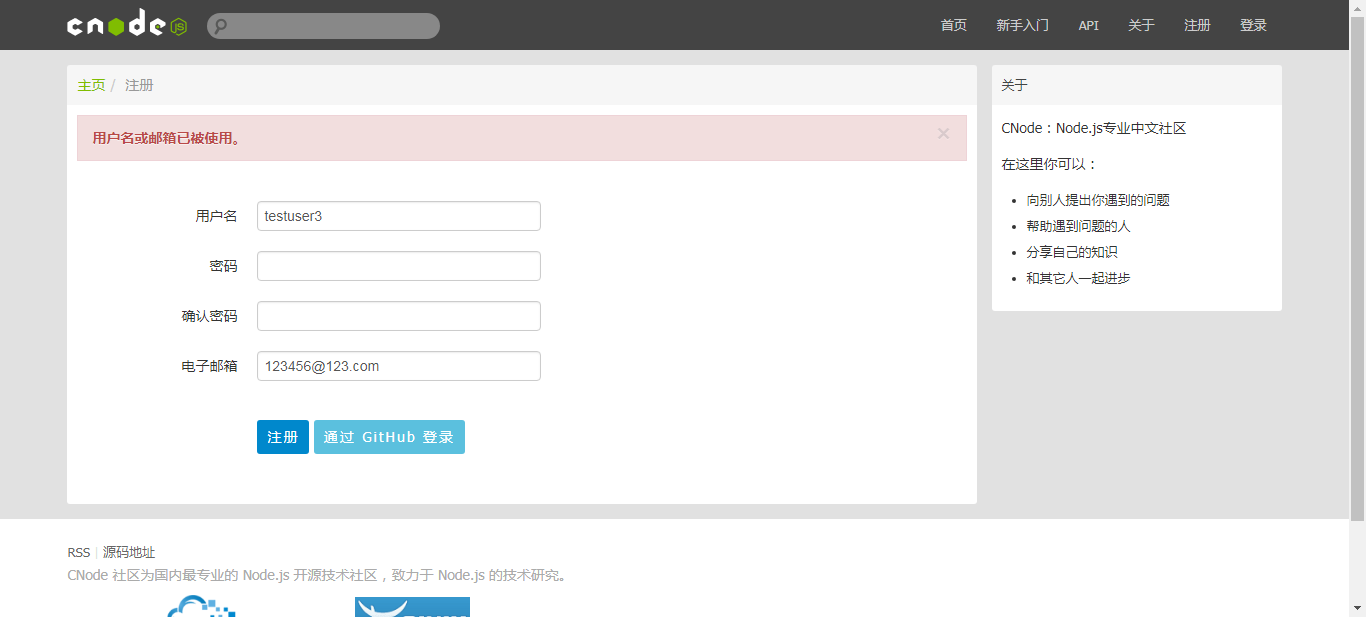 cnode JS
首页 新手入门 API 关于 注册 登录
主页 / 注册
用户名或邮箱已被使用。 ×
用户名 testuser3
密码
确认密码
电子邮箱 123456@123.com
注册 通过 GitHub 登录
关于
CNode：Node.js专业中文社区
在这里你可以：
向别人提出你遇到的问题
帮助遇到问题的人
分享自己的知识
和其它人一起进步
RSS | 源码地址
CNode 社区为国内最专业的 Node.js 开源技术社区，致力于 Node.js 的技术研究。